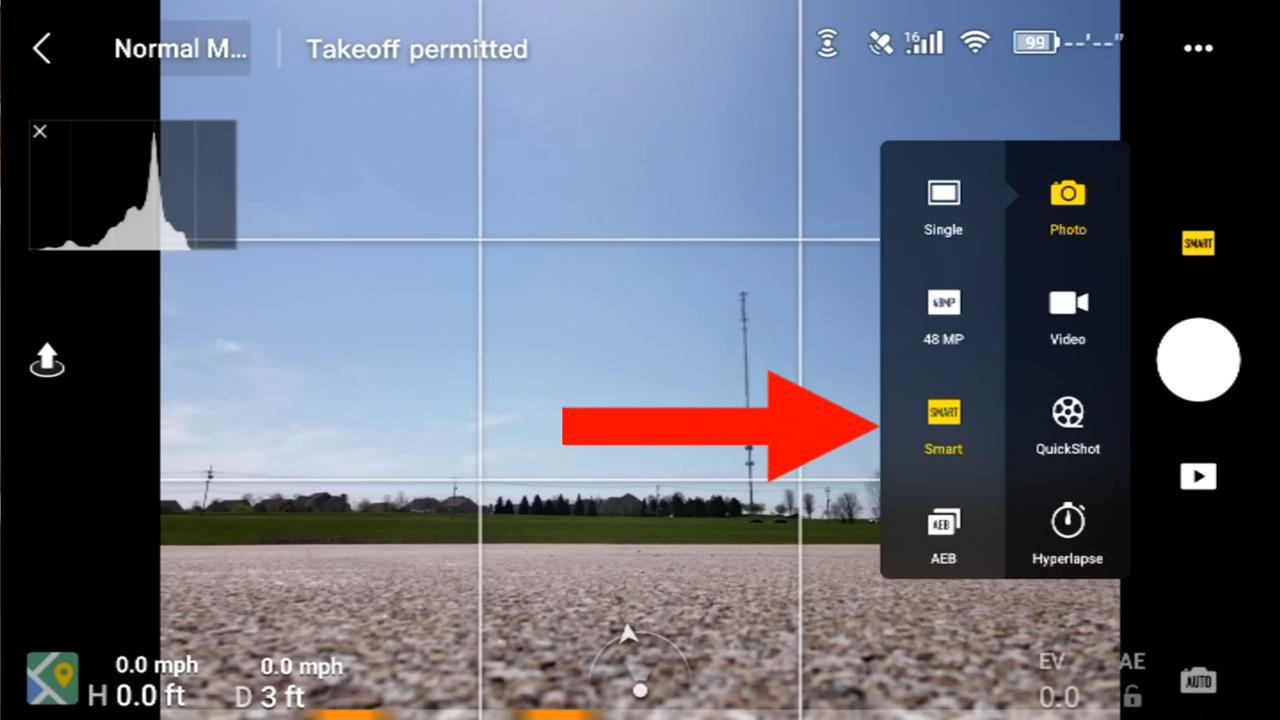 Normal M...
Takeoff permitted
16
99
--'--"
Single
Photo
SMART
48MP
48 MP
Video
SMART
Smart
QuickShot
AEB
AEB
Hyperlapse
0.0 mph
0.0 mph
H 0.0 ft
D 3 ft
EV
0.0
AE
AUTO